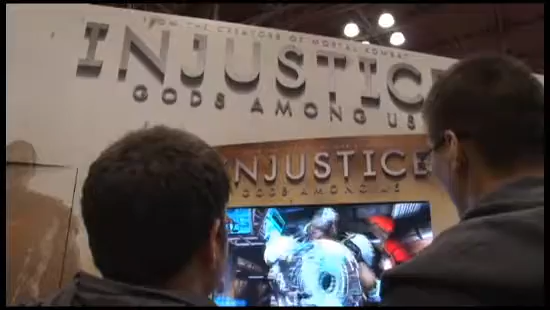 FROM THE CREATORS OF MORTAL KOMBAT
INJUSTICE
GODS AMONG US
INJUSTICE
GODS AMONG US